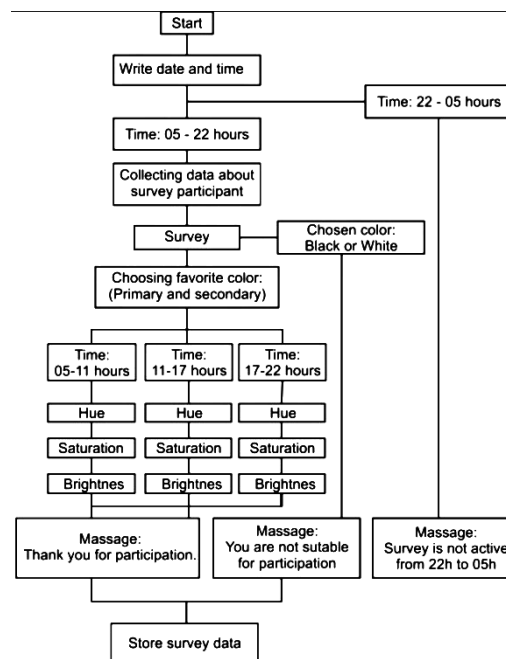 Start
Write date and time
Time: 22 - 05 hours
Time: 05 - 22 hours
Collecting data about
survey participant
Survey
Chosen color:
Black or White
Choosing favorite color:
(Primary and secondary)
Time:
05-11 hours
Time:
11-17 hours
Time:
17-22 hours
Hue
Hue
Hue
Saturation
Saturation
Saturation
Brightnes
Brightnes
Brightnes
Massage:
Thank you for participation.
Massage:
You are not sutable
for participation
Massage:
Survey is not active
from 22h to 05h
Store survey data